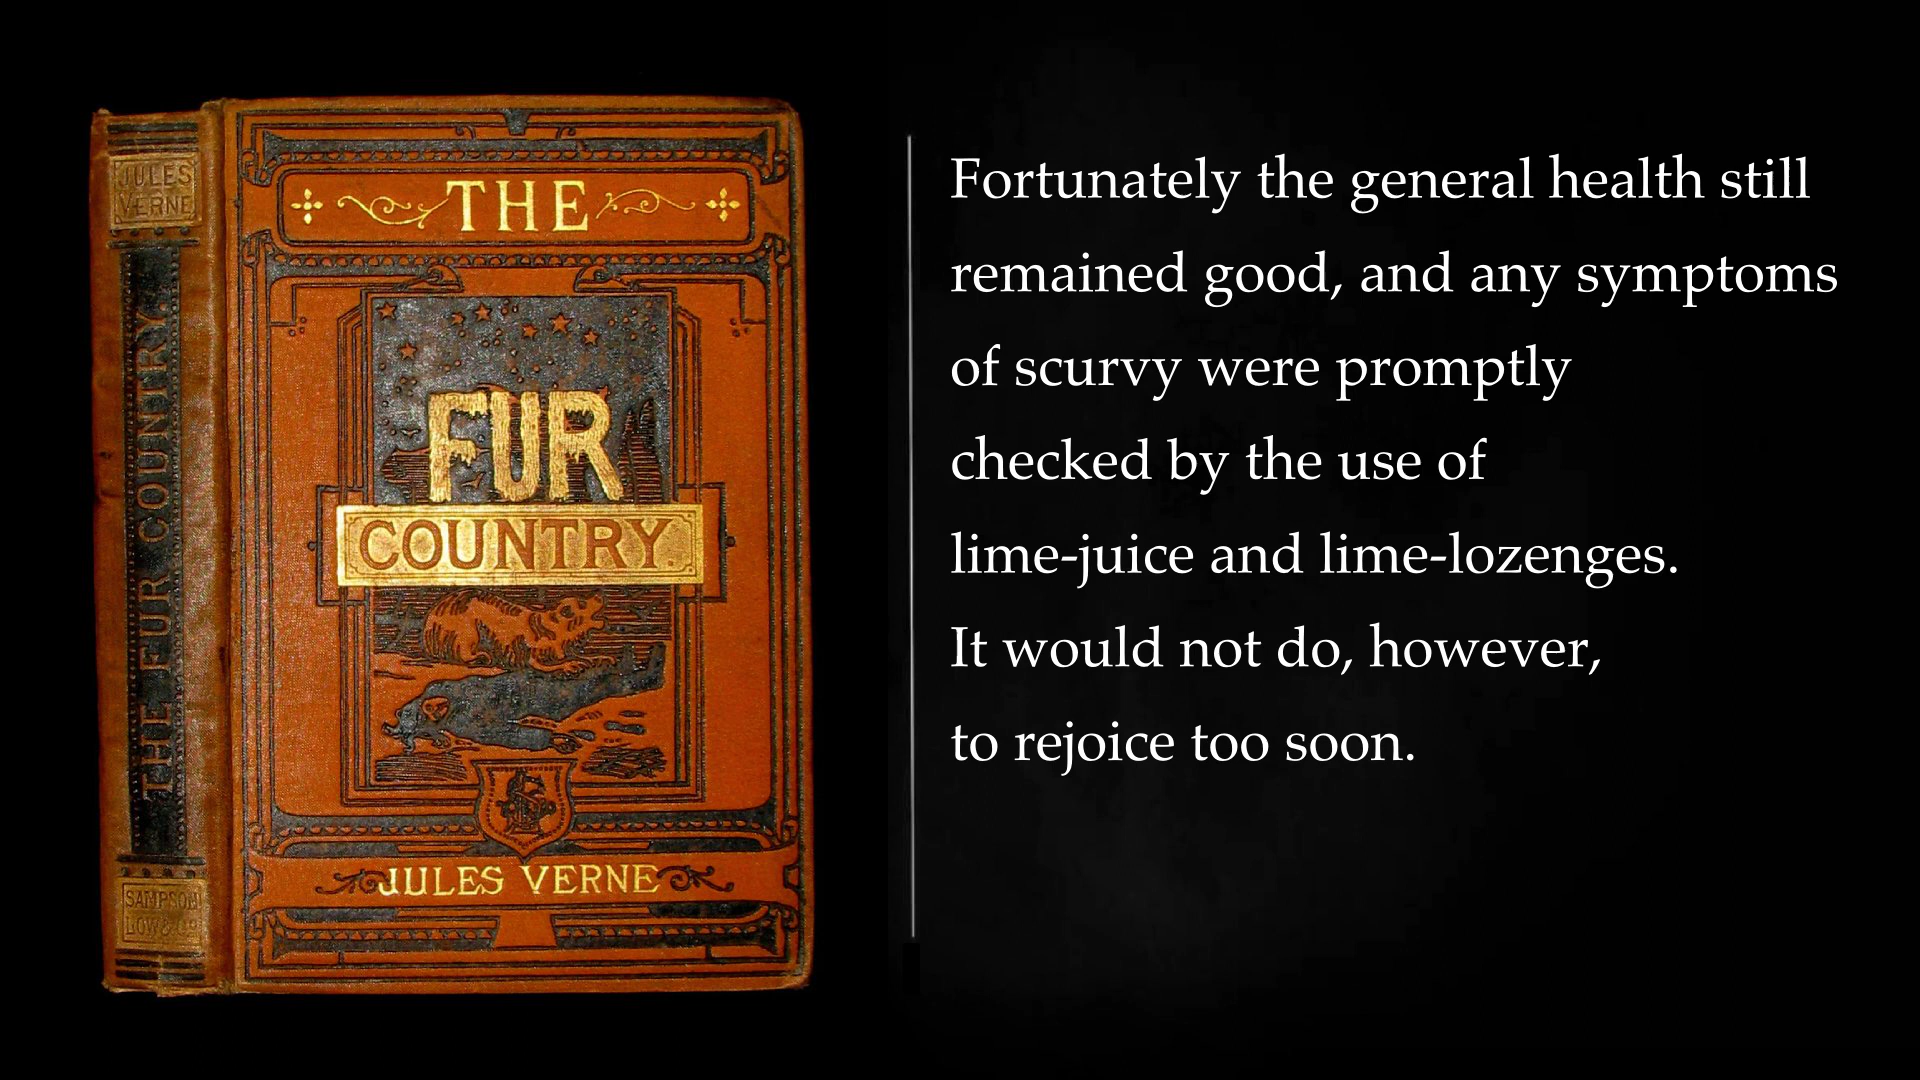 JULES
VERNE
THE FUR COUNTRY.
SAMPSON
LOW & Co
THE
FUR
COUNTRY.
JULES VERNE
Fortunately the general health still
remained good, and any symptoms
of scurvy were promptly
checked by the use of
lime-juice and lime-lozenges.
It would not do, however,
to rejoice too soon.